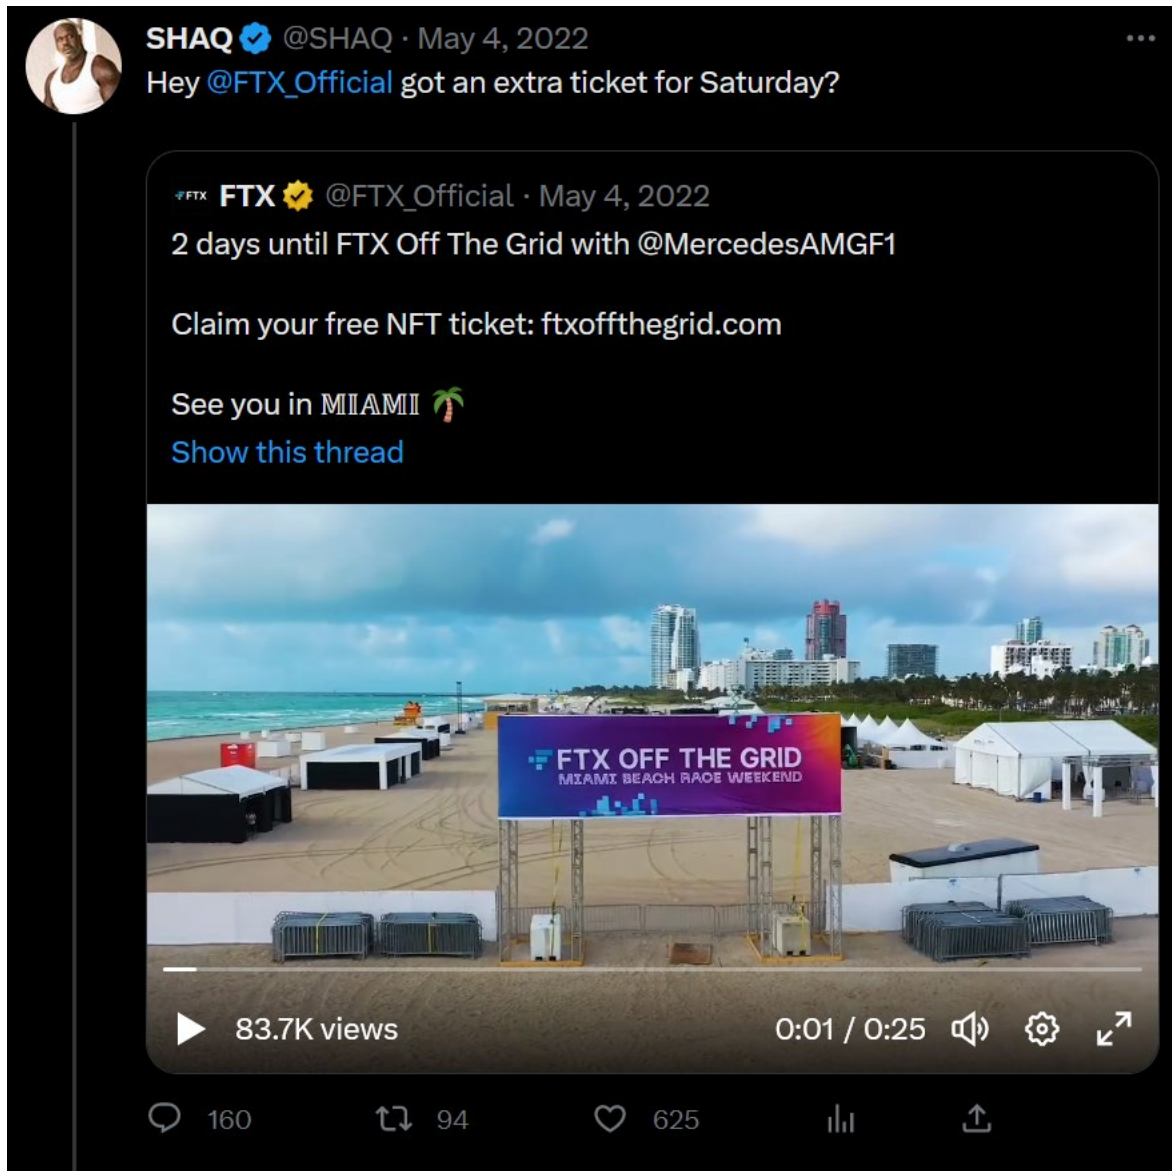 SHAQ @SHAQ · May 4, 2022
Hey @FTX_Official got an extra ticket for Saturday?
FTX FTX @FTX_Official · May 4, 2022
2 days until FTX Off The Grid with @MercedesAMGF1
Claim your free NFT ticket: ftxoffthegrid.com
See you in 𝕄𝕀𝔸𝕄𝕀 🌴
Show this thread
FTX OFF THE GRID
MIAMI BEACH RACE WEEKEND
83.7K views
0:01 / 0:25
160
94
625